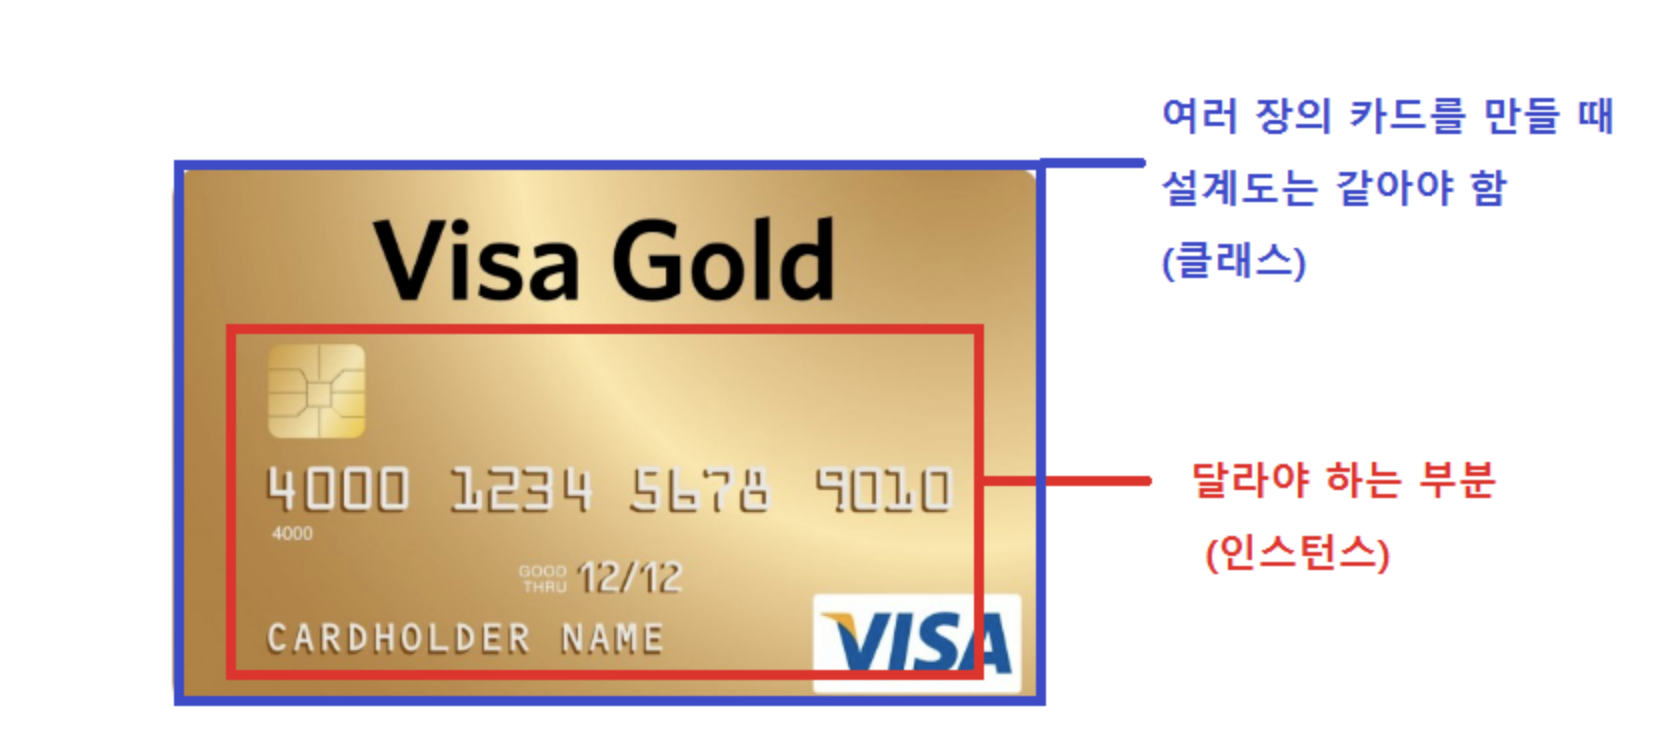 여러 장의 카드를 만들 때
설계도는 같아야 함
(클래스)
Visa Gold
4000 1234 5678 9010
4000
GOOD
THRU 12/12
CARDHOLDER NAME
VISA
달라야 하는 부분
(인스턴스)